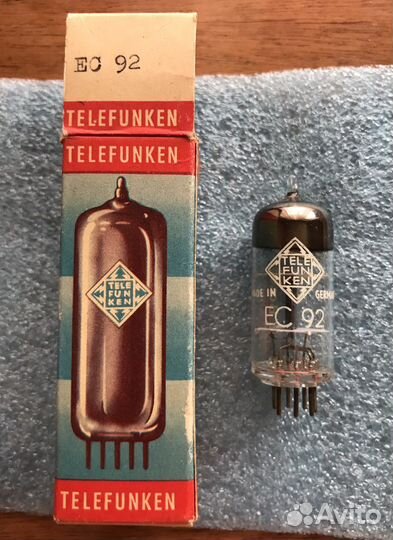 EC 92
TELEFUNKEN
TELEFUNKEN
TELE
FUN
KEN
TELEFUNKEN
TELE
FUN
KEN
MADE IN GERMANY
EC 92
Avito